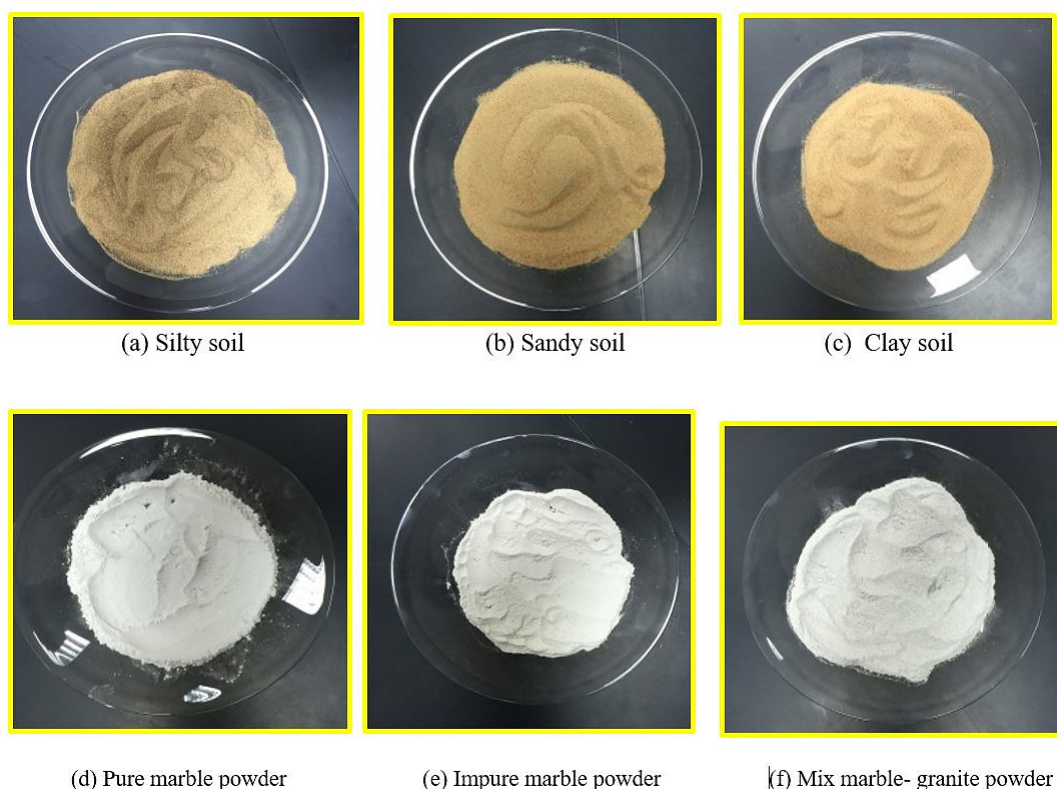 (a) Silty soil
(b) Sandy soil
(c) Clay soil
(d) Pure marble powder
(e) Impure marble powder
(f) Mix marble- granite powder